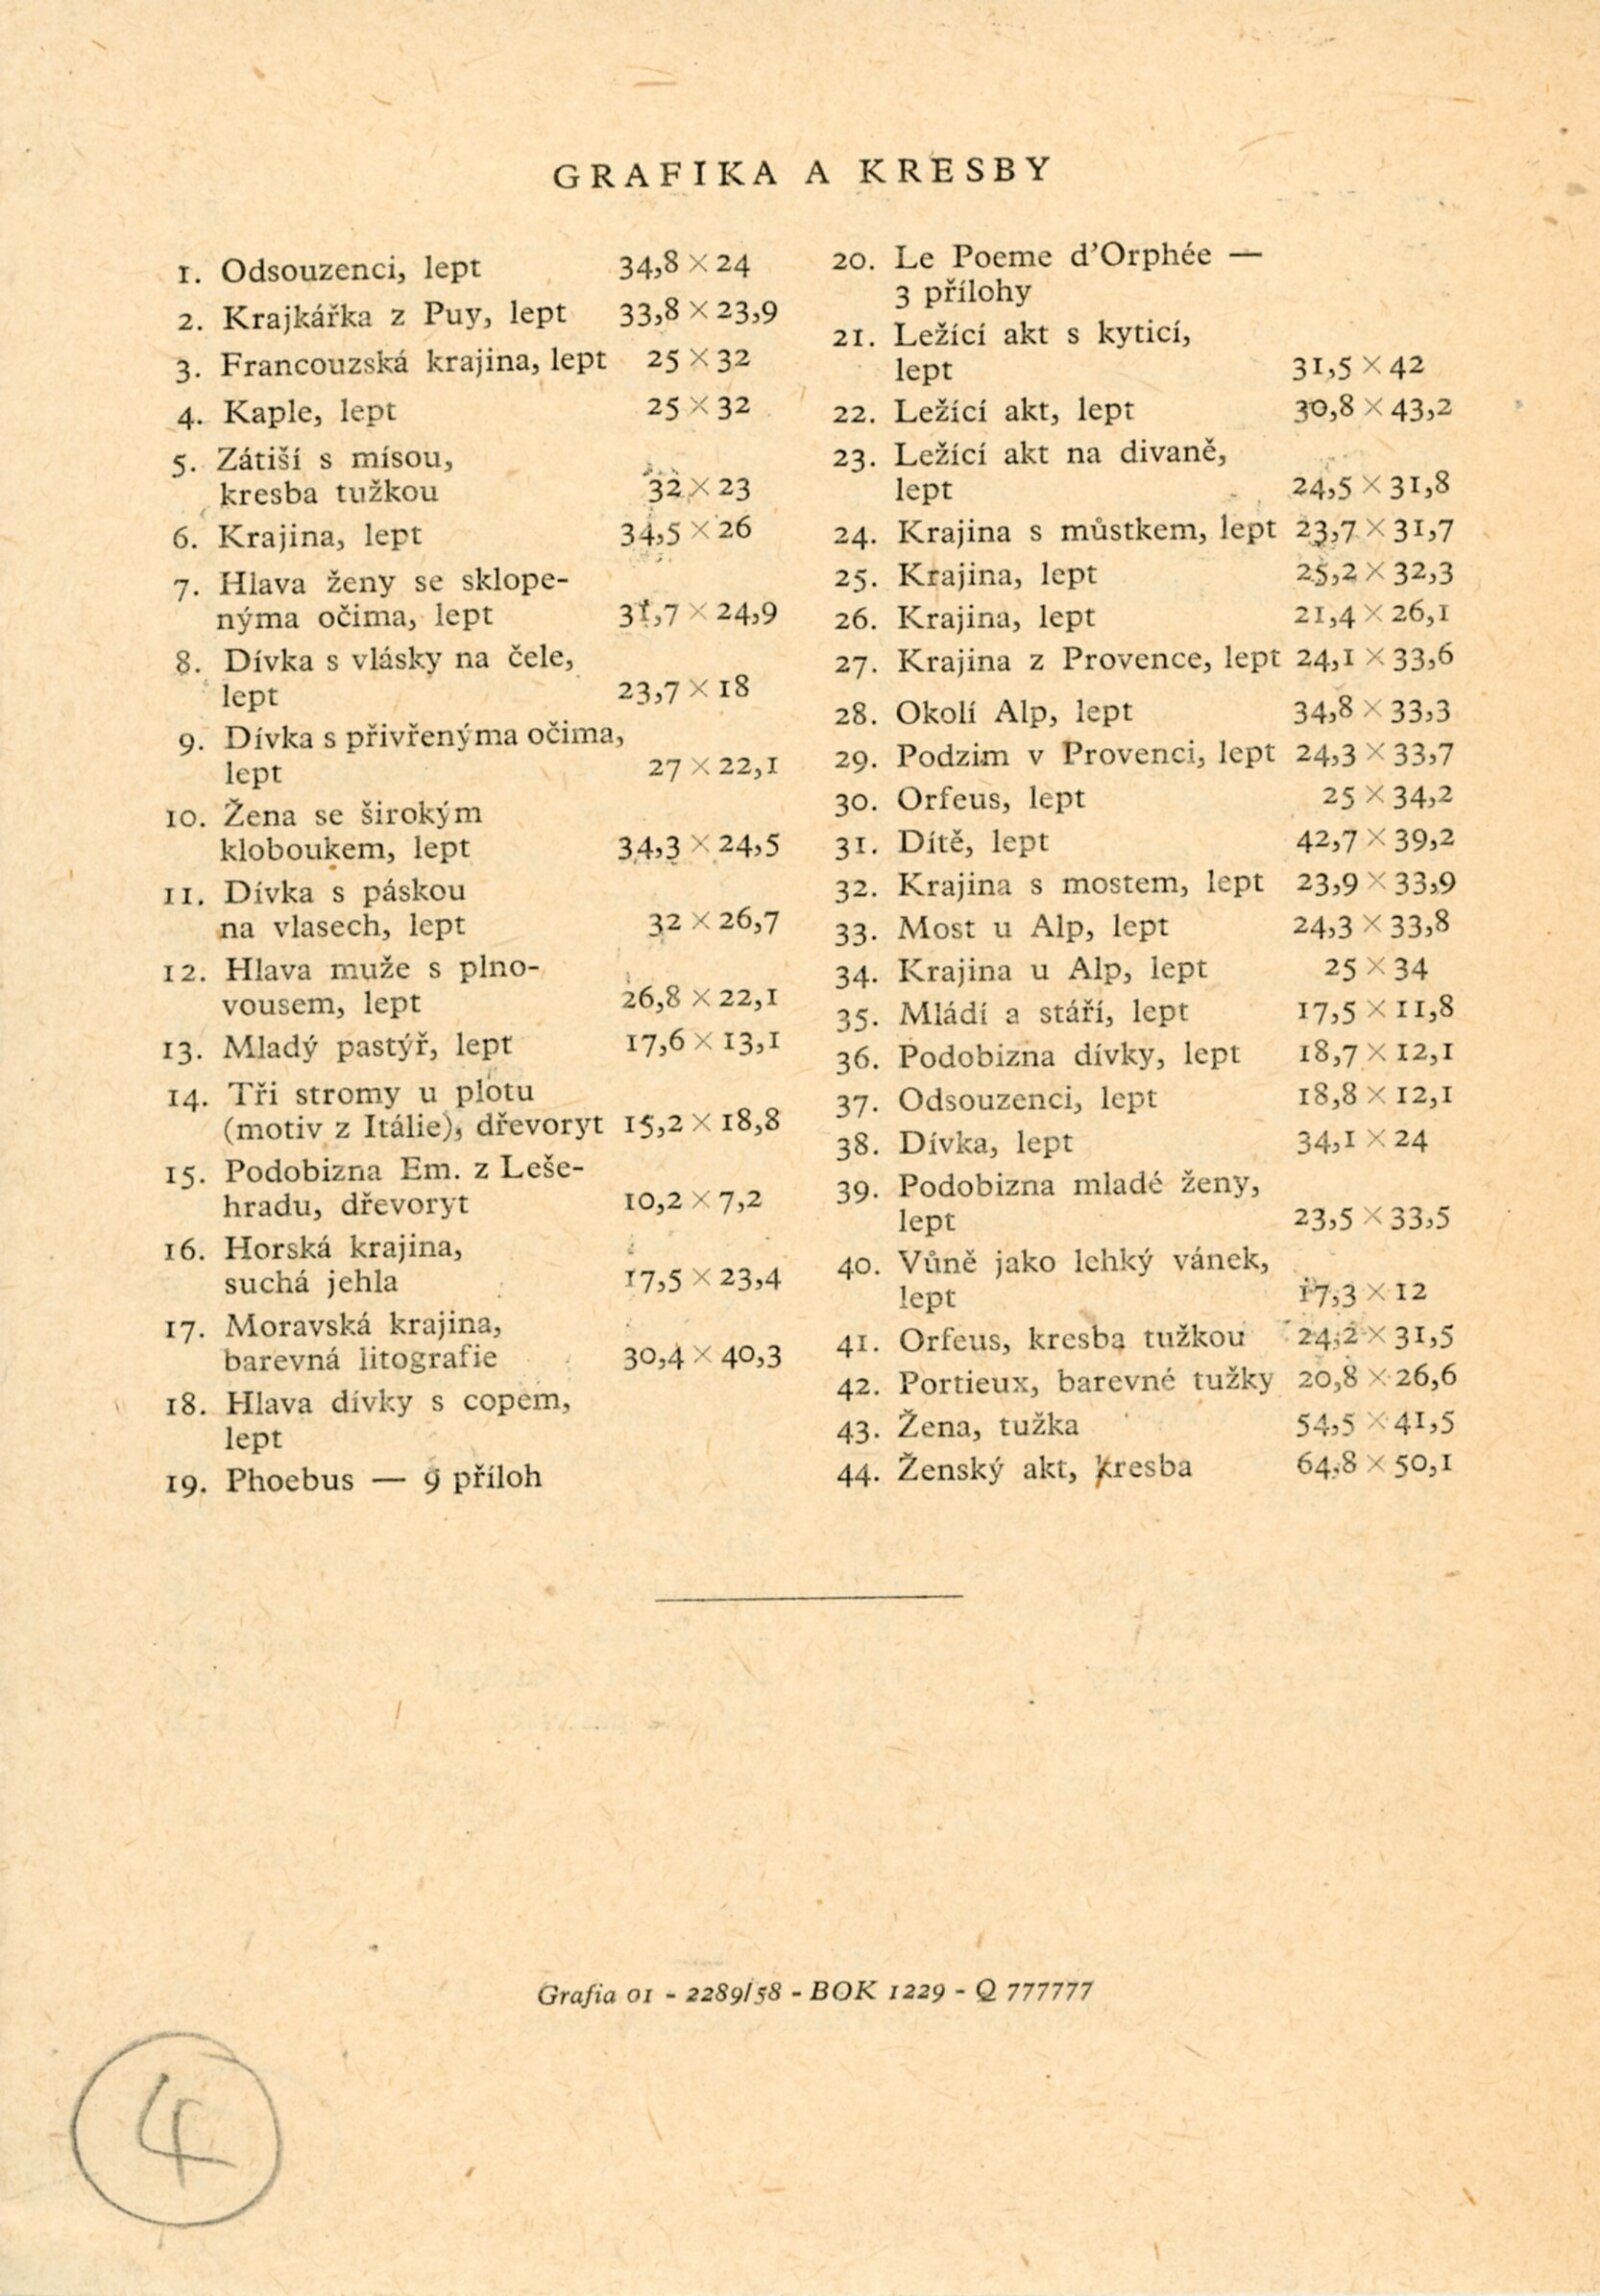 GRAFIKA A KRESBY
1. Odsouzenci, lept 34,8 × 24
2. Krajkářka z Puy, lept 33,8 × 23,9
3. Francouzská krajina, lept 25 × 32
4. Kaple, lept 25 × 32
5. Zátiší s mísou,
kresba tužkou 32 × 23
6. Krajina, lept 34,5 × 26
7. Hlava ženy se sklope-
nýma očima, lept 31,7 × 24,9
8. Dívka s vlásky na čele,
lept 23,7 × 18
9. Dívka s přivřenýma očima,
lept 27 × 22,1
10. Žena se širokým
kloboukem, lept 34,3 × 24,5
11. Dívka s páskou
na vlasech, lept 32 × 26,7
12. Hlava muže s plno-
vousem, lept 26,8 × 22,1
13. Mladý pastýř, lept 17,6 × 13,1
14. Tři stromy u plotu
(motiv z Itálie), dřevoryt 15,2 × 18,8
15. Podobizna Em. z Leše-
hradu, dřevoryt 10,2 × 7,2
16. Horská krajina,
suchá jehla 17,5 × 23,4
17. Moravská krajina,
barevná litografie 30,4 × 40,3
18. Hlava dívky s copem,
lept
19. Phoebus — 9 příloh
20. Le Poeme d'Orphée —
3 přílohy
21. Ležící akt s kyticí,
lept 31,5 × 42
22. Ležící akt, lept 30,8 × 43,2
23. Ležící akt na divaně,
lept 24,5 × 31,8
24. Krajina s můstkem, lept 23,7 × 31,7
25. Krajina, lept 25,2 × 32,3
26. Krajina, lept 21,4 × 26,1
27. Krajina z Provence, lept 24,1 × 33,6
28. Okolí Alp, lept 34,8 × 33,3
29. Podzim v Provenci, lept 24,3 × 33,7
30. Orfeus, lept 25 × 34,2
31. Dítě, lept 42,7 × 39,2
32. Krajina s mostem, lept 23,9 × 33,9
33. Most u Alp, lept 24,3 × 33,8
34. Krajina u Alp, lept 25 × 34
35. Mládí a stáří, lept 17,5 × 11,8
36. Podobizna dívky, lept 18,7 × 12,1
37. Odsouzenci, lept 18,8 × 12,1
38. Dívka, lept 34,1 × 24
39. Podobizna mladé ženy,
lept 23,5 × 33,5
40. Vůně jako lehký vánek,
lept 17,3 × 12
41. Orfeus, kresba tužkou 24,2 × 31,5
42. Portieux, barevné tužky 20,8 × 26,6
43. Žena, tužka 54,5 × 41,5
44. Ženský akt, kresba 64,8 × 50,1
Grafia 01 - 2289/58 - BOK 1229 - Q 777777
4